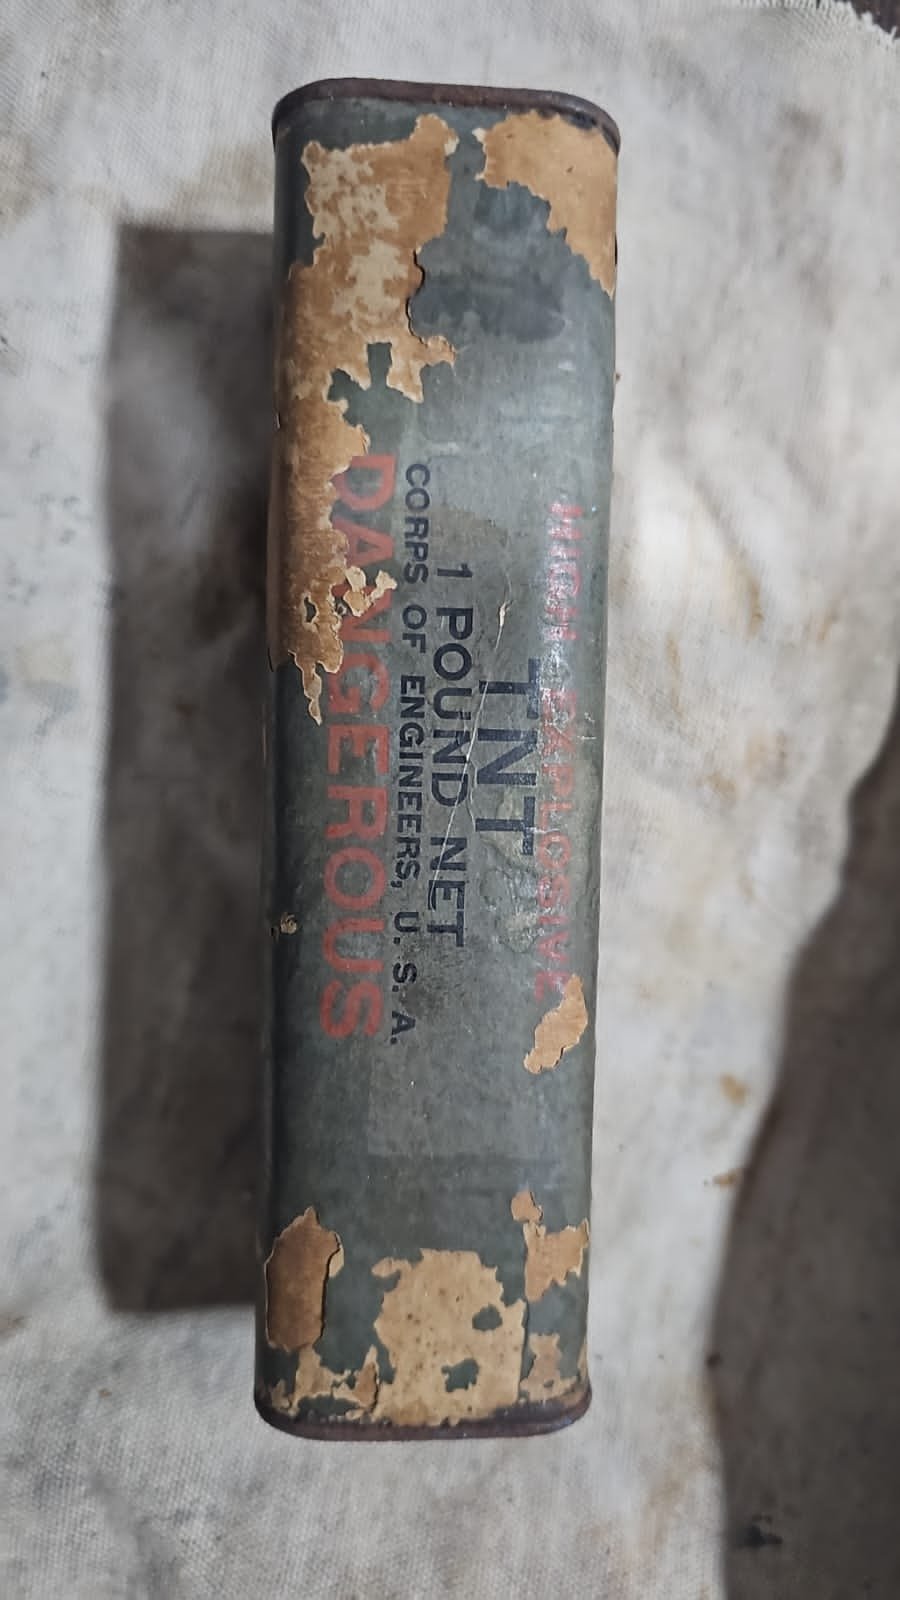 HIGH EXPLOSIVE
TNT
1 POUND NET
CORPS OF ENGINEERS, U. S. A.
DANGEROUS